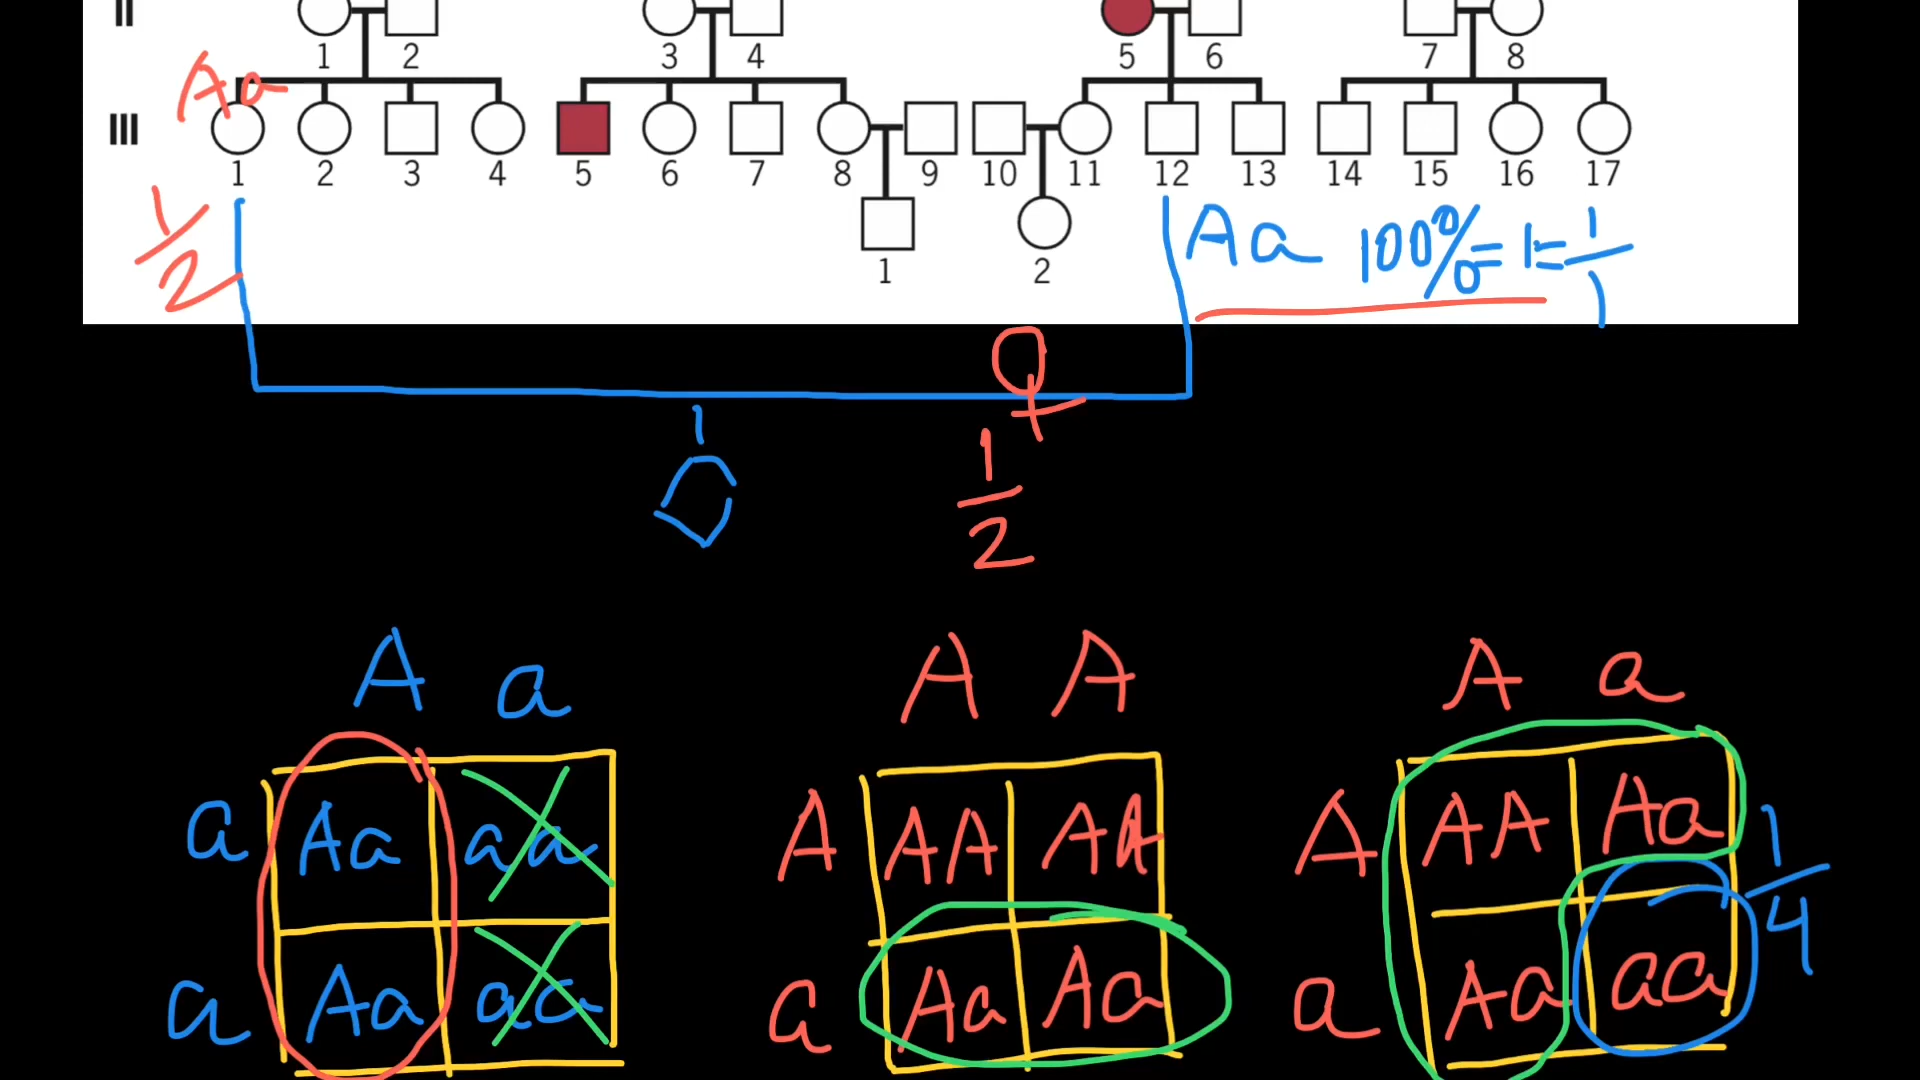 II
1 2 3 4 5 6 7 8
Aa
III
1 2 3 4 5 6 7 8 9 10 11 12 13 14 15 16 17
1/2
Aa 100% = 1 = 1/1
1 2
1/2
A a
A A
A a
a Aa aa
A AA AA
A AA Aa
1/4
a Aa aa
a Aa Aa
a Aa aa